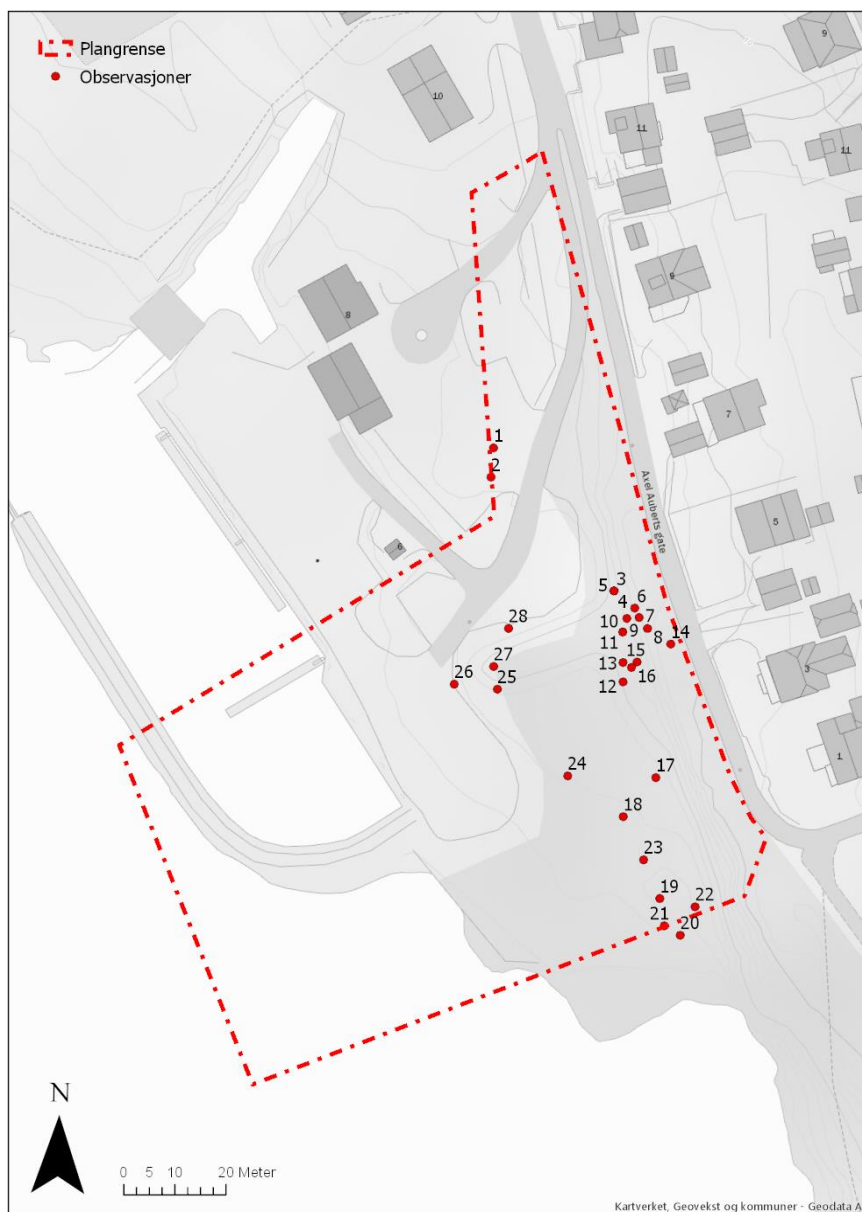 Plangrense
Observasjoner
9
10
11
11
9
8
7
1
2
Axel Auberts gate
5
6
5 3
4 6
10 7
28 11 9 8 14
27 13 15
26 25 12 16
3
24 17
1
18
23
19 22
21 20
N
0 5 10 20 Meter
Kartverket, Geovekst og kommuner - Geodata A